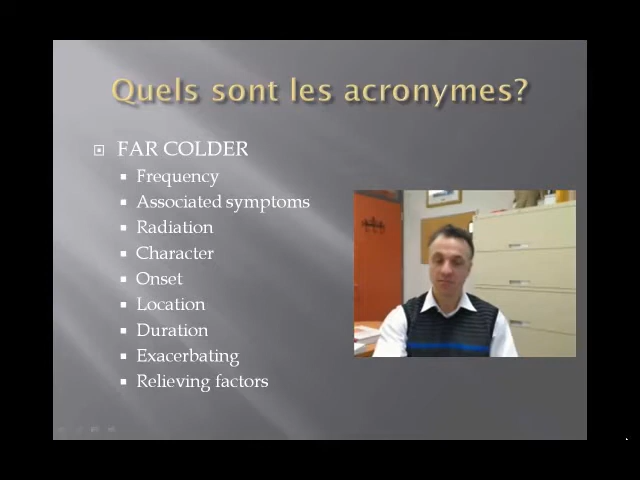 Quels sont les acronymes?
FAR COLDER
Frequency
Associated symptoms
Radiation
Character
Onset
Location
Duration
Exacerbating
Relieving factors